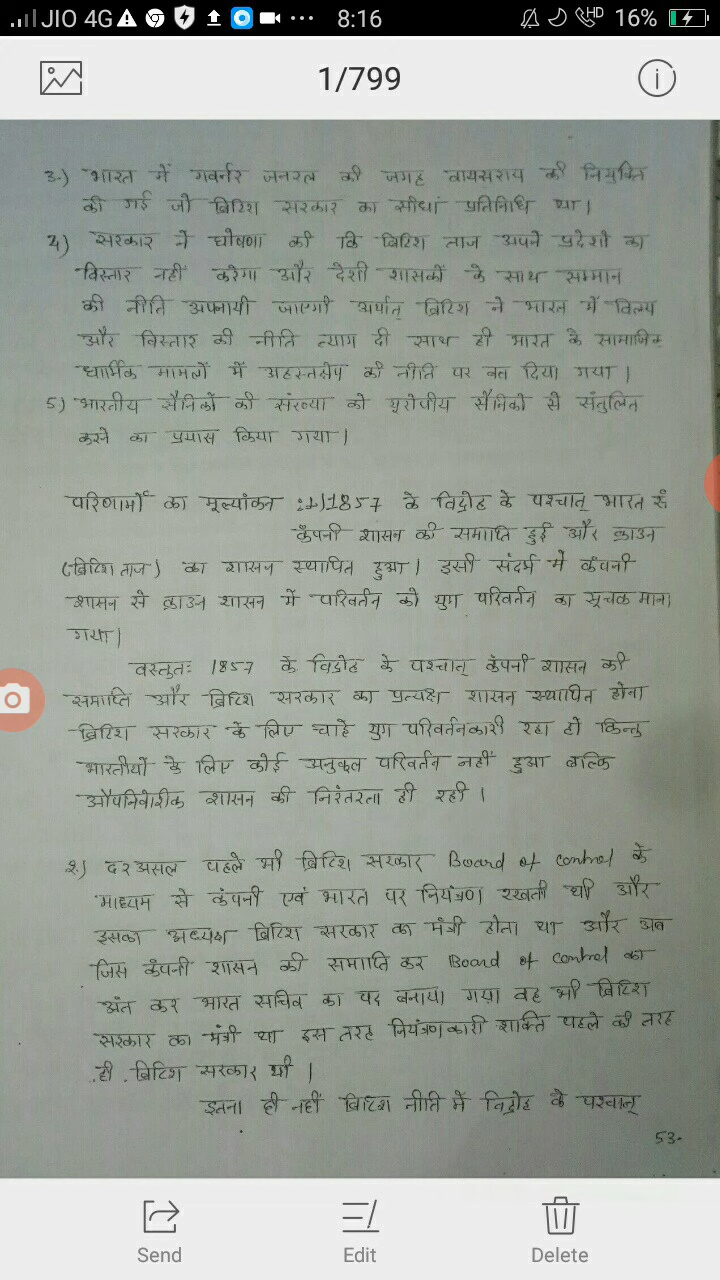 JIO 4G 8:16 HD 16%
1/799
3.) भारत में गवर्नर जनरल की जगह वायसराय की नियुक्ति
की गई जो ब्रिटिश सरकार का सीधा प्रतिनिधि था।
4) सरकार ने घोषणा की कि ब्रिटिश ताज अपने प्रदेशों का
विस्तार नहीं करेगा और देशी शासकों के साथ सम्मान
की नीति अपनायी जाएगी अर्थात् ब्रिटिश ने भारत में विलय
और विस्तार की नीति त्याग दी साथ ही भारत के सामाजिक
धार्मिक मामलों में अहस्तक्षेप की नीति पर बल दिया गया।
5) भारतीय सैनिकों की संख्या को यूरोपीय सैनिकों से संतुलित
करने का प्रयास किया गया।
परिणामों का मूल्यांकन :1)1857 के विद्रोह के पश्चात् भारत में
कंपनी शासन की समाप्ति हुई और क्राउन
(ब्रिटिश ताज) का शासन स्थापित हुआ। इसी संदर्भ में कंपनी
शासन से क्राउन शासन में परिवर्तन को युग परिवर्तन का सूचक माना
गया।
वस्तुतः 1857 के विद्रोह के पश्चात् कंपनी शासन की
समाप्ति और ब्रिटिश सरकार का प्रत्यक्ष शासन स्थापित होना
ब्रिटिश सरकार के लिए चाहे युग परिवर्तनकारी रहा हो किन्तु
भारतीयों के लिए कोई अनुकूल परिवर्तन नहीं हुआ बल्कि
औपनिवेशिक शासन की निरंतरता ही रही।
2.) दरअसल पहले भी ब्रिटिश सरकार Board of control के
माध्यम से कंपनी एवं भारत पर नियंत्रण रखती थी और
इसका अध्यक्ष ब्रिटिश सरकार का मंत्री होता था और अब
जिस कंपनी शासन की समाप्ति कर Board of control का
अंत कर भारत सचिव का पद बनाया गया वह भी ब्रिटिश
सरकार का मंत्री था इस तरह नियंत्रणकारी शक्ति पहले की तरह
ही ब्रिटिश सरकार थी।
इतना ही नहीं ब्रिटिश नीति में विद्रोह के पश्चात्
53.
Send Edit Delete